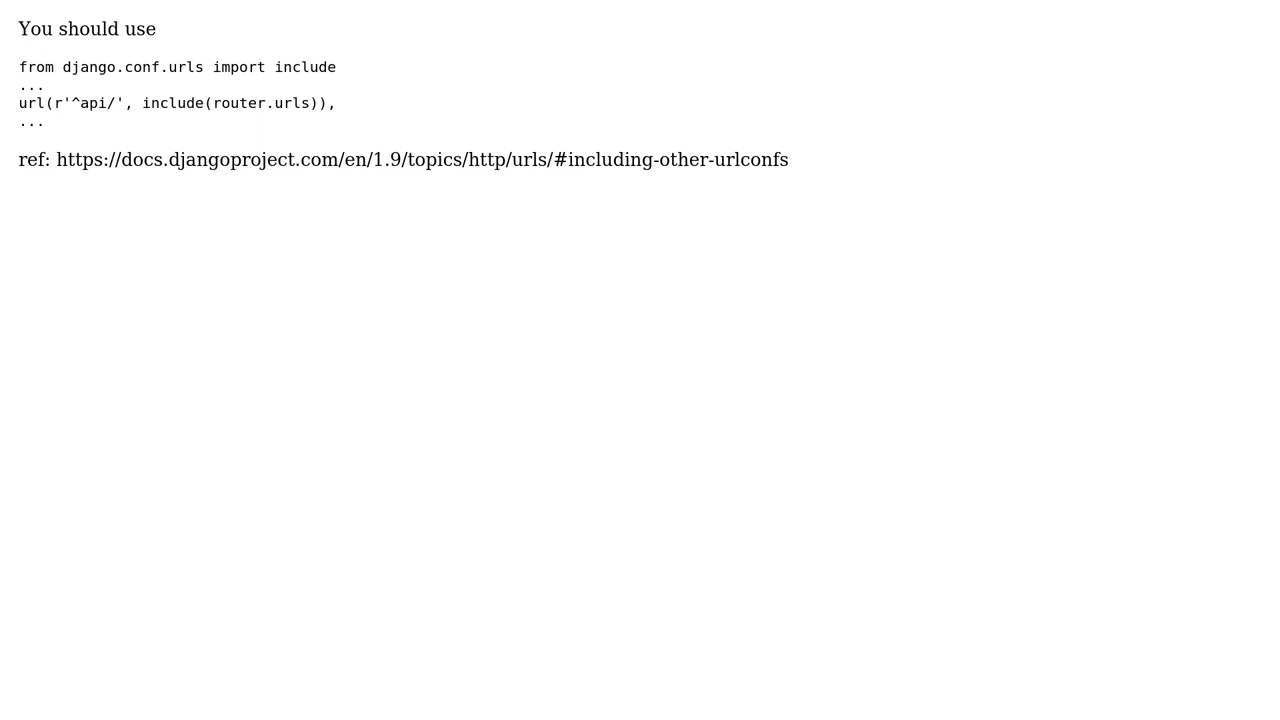 You should use
from django.conf.urls import include
...
url(r'^api/', include(router.urls)),
...
ref: https://docs.djangoproject.com/en/1.9/topics/http/urls/#including-other-urlconfs